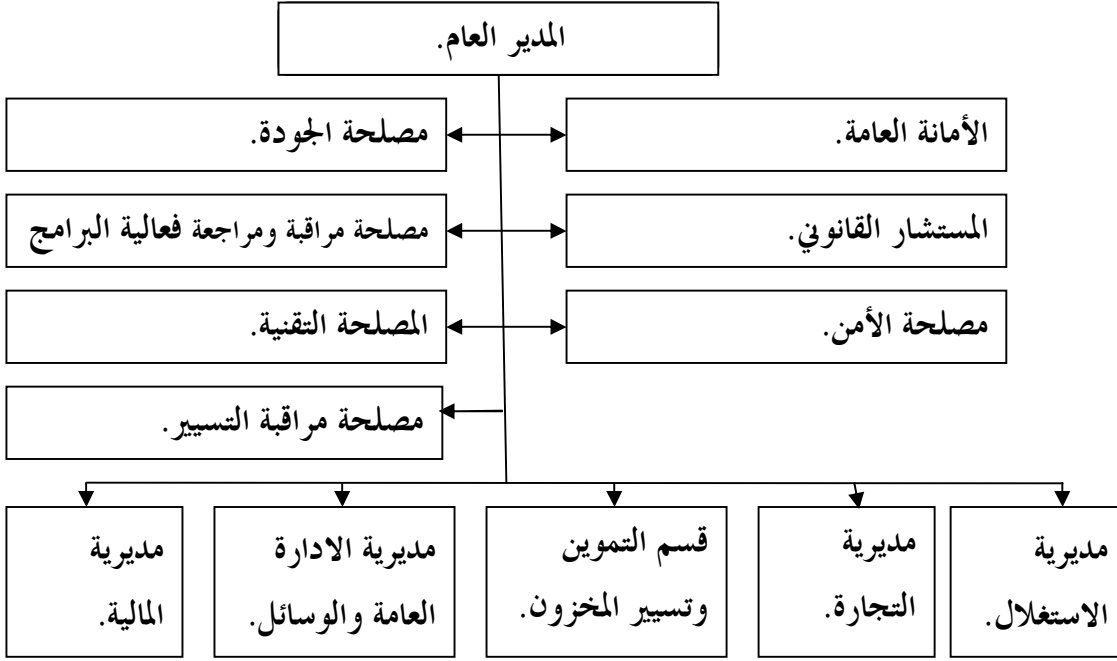 المدير العام.
الأمانة العامة.
مصلحة الجودة.
المستشار القانوني.
مصلحة مراقبة ومراجعة فعالية البرامج
مصلحة الأمن.
المصلحة التقنية.
مصلحة مراقبة التسيير.
مديرية
الاستغلال.
مديرية
التجارة.
قسم التموين
وتسيير المخزون.
مديرية الادارة
العامة والوسائل.
مديرية
المالية.